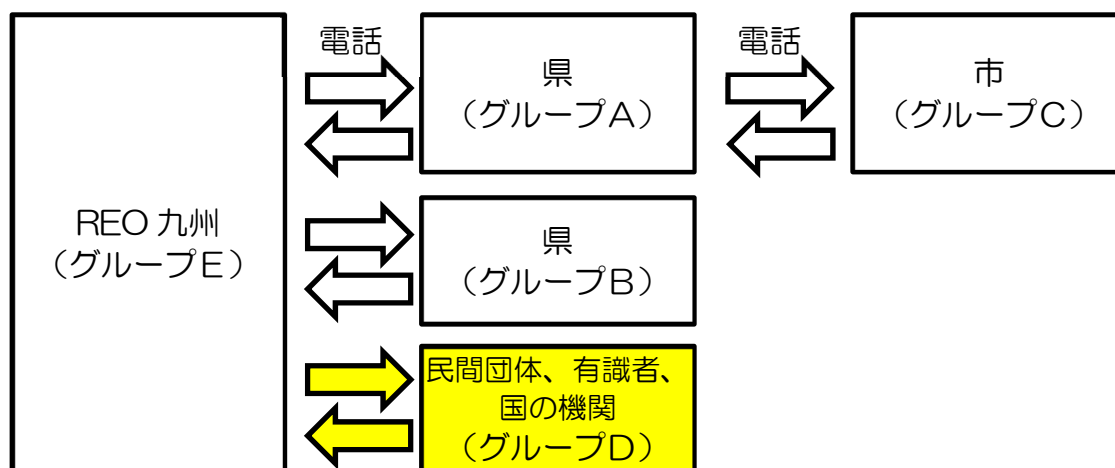 電話
電話
県
(グループA)
市
(グループC)
REO 九州
(グループE)
県
(グループB)
民間団体、有識者、
国の機関
(グループD)